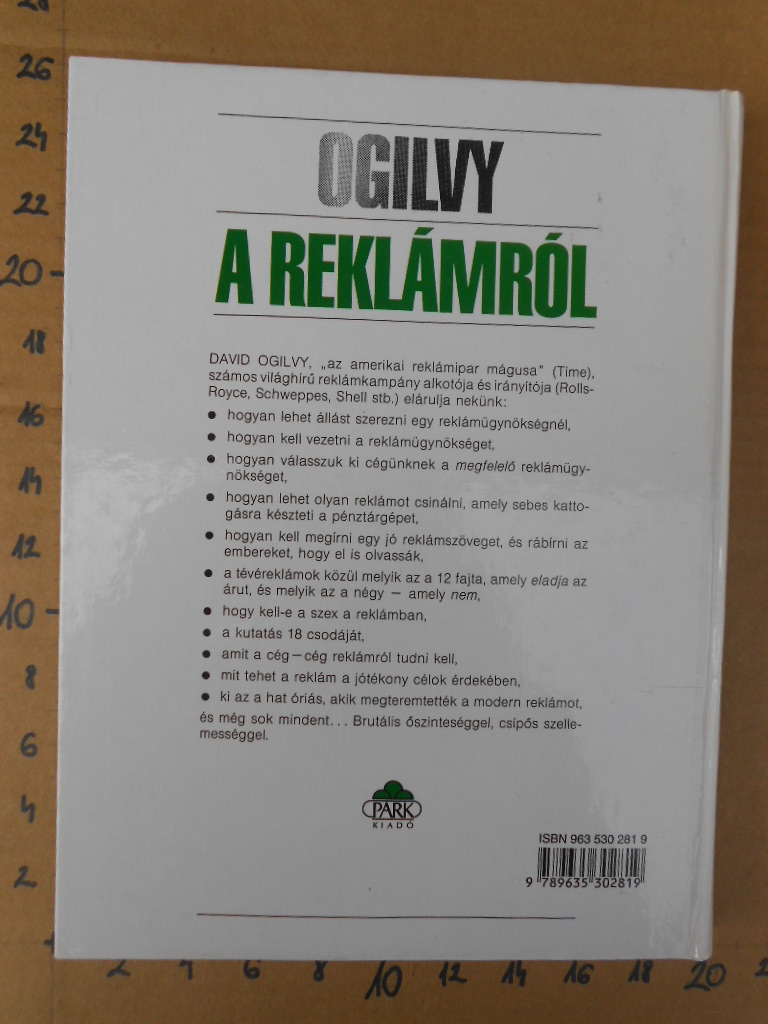 28
26
24
22
20
18
16
14
12
10
8
6
4
2
OGILVY
A REKLÁMRÓL
DAVID OGILVY, „az amerikai reklámipar mágusa” (Time),
számos világhírű reklámkampány alkotója és irányítója (Rolls-
Royce, Schweppes, Shell stb.) elárulja nekünk:
● hogyan lehet állást szerezni egy reklámügynökségnél,
● hogyan kell vezetni a reklámügynökséget,
● hogyan válasszuk ki cégünknek a megfelelő reklámügy-
nökséget,
● hogyan lehet olyan reklámot csinálni, amely sebes katto-
gásra készteti a pénztárgépet,
● hogyan kell megírni egy jó reklámszöveget, és rábírni az
embereket, hogy el is olvassák,
● a tévéreklámok közül melyik az a 12 fajta, amely eladja az
árut, és melyik az a négy — amely nem,
● hogy kell-e a szex a reklámban,
● a kutatás 18 csodáját,
● amit a cég—cég reklámról tudni kell,
● mit tehet a reklám a jótékony célok érdekében,
● ki az a hat óriás, akik megteremtették a modern reklámot,
és még sok mindent... Brutális őszinteséggel, csípős szelle-
mességgel.
PARK
KIADÓ
ISBN 963 530 281 9
9 789635 302819
2 4 6 8 10 12 14 16 18 20 2